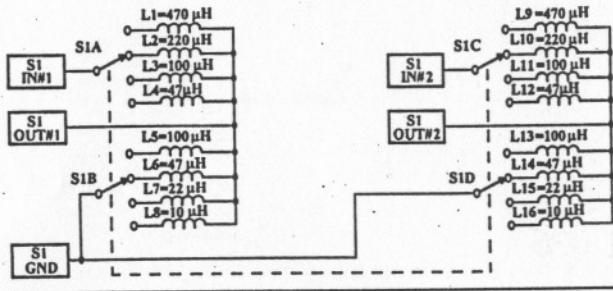 L1=470 µH
S1A
L2=220 µH
L3=100 µH
L4=47µH
S1
IN#1
S1
OUT#1
L5=100 µH
L6=47 µH
S1B
L7=22 µH
L8=10 µH
S1
GND
L9=470 µH
S1C
L10=220 µH
L11=100 µH
L12=47µH
S1
IN#2
S1
OUT#2
L13=100µH
L14=47 µH
S1D
L15=22 µH
L16=10 µH